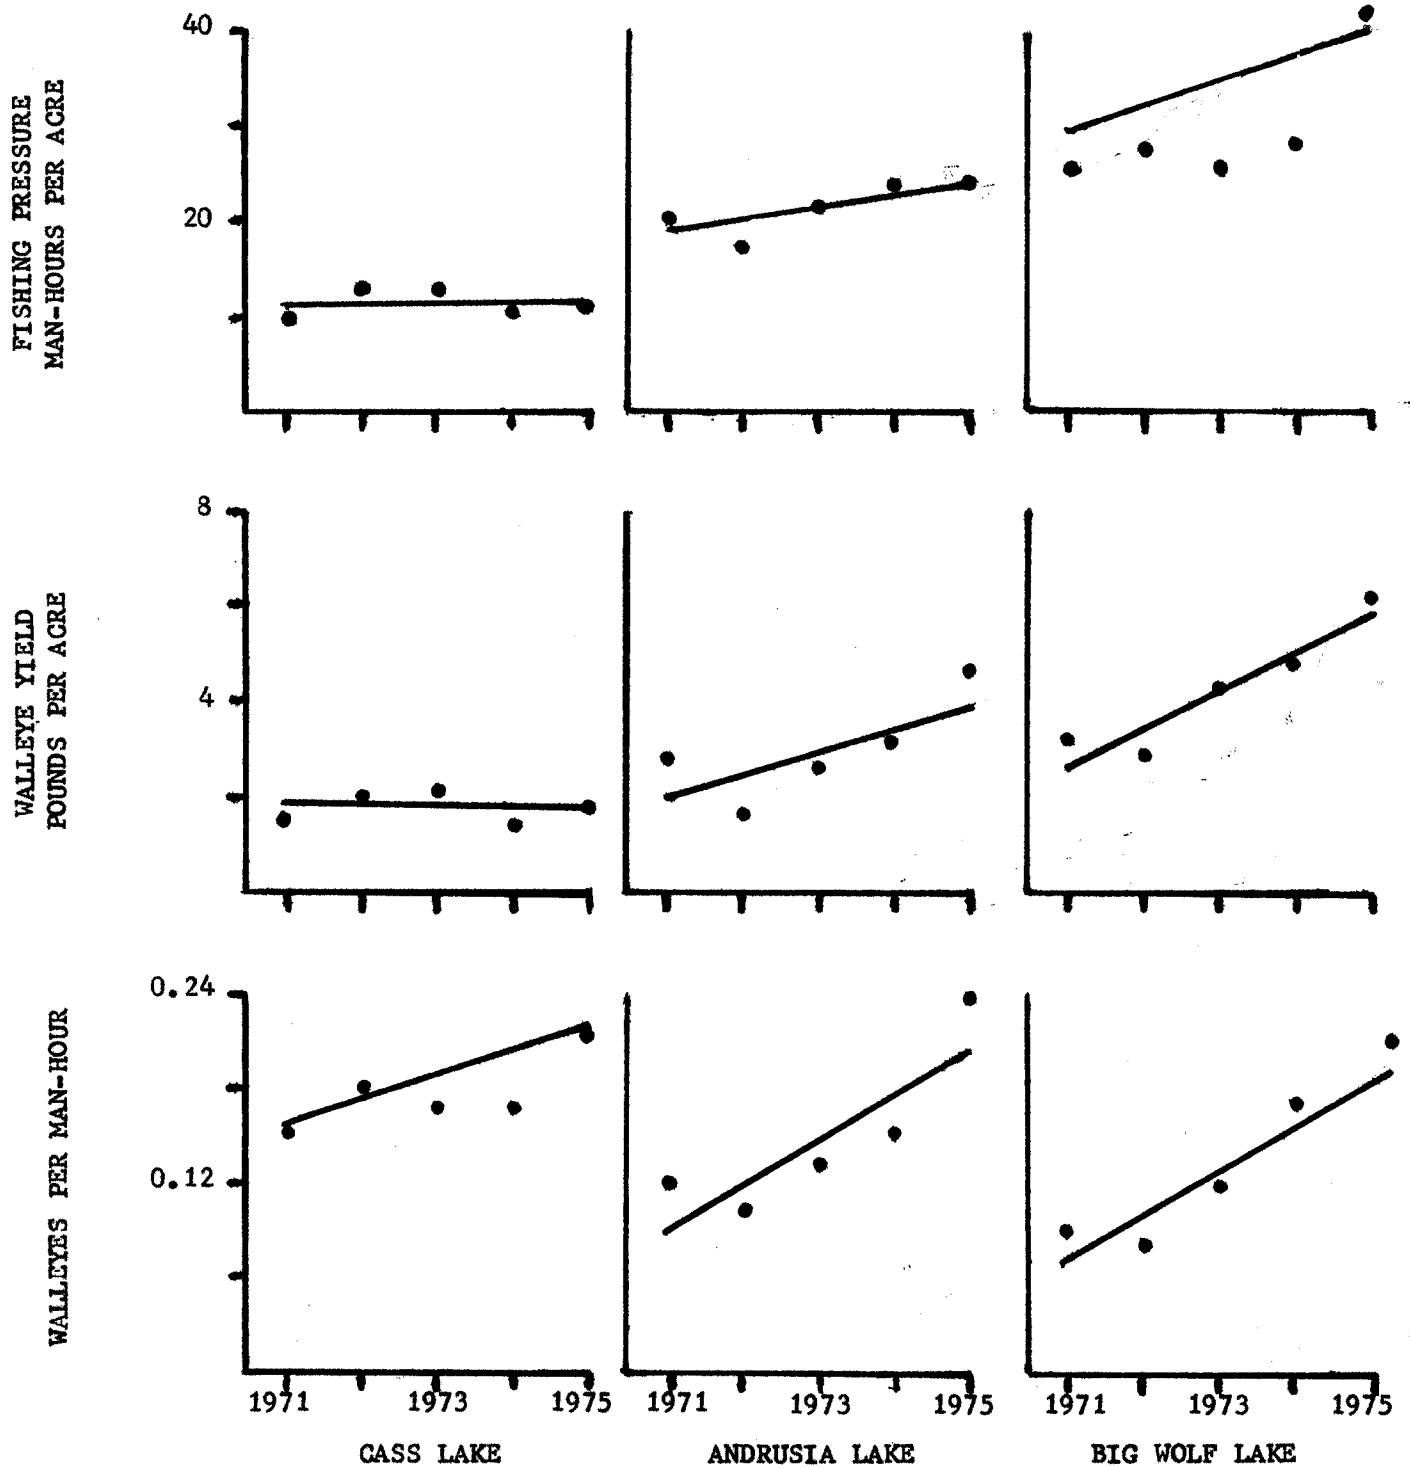 FISHING PRESSURE
MAN-HOURS PER ACRE
40
20
WALLEYE YIELD
POUNDS PER ACRE
8
4
WALLEYES PER MAN-HOUR
0.24
0.12
1971 1973 1975 1971 1973 1975 1971 1973 1975
CASS LAKE ANDRUSIA LAKE BIG WOLF LAKE